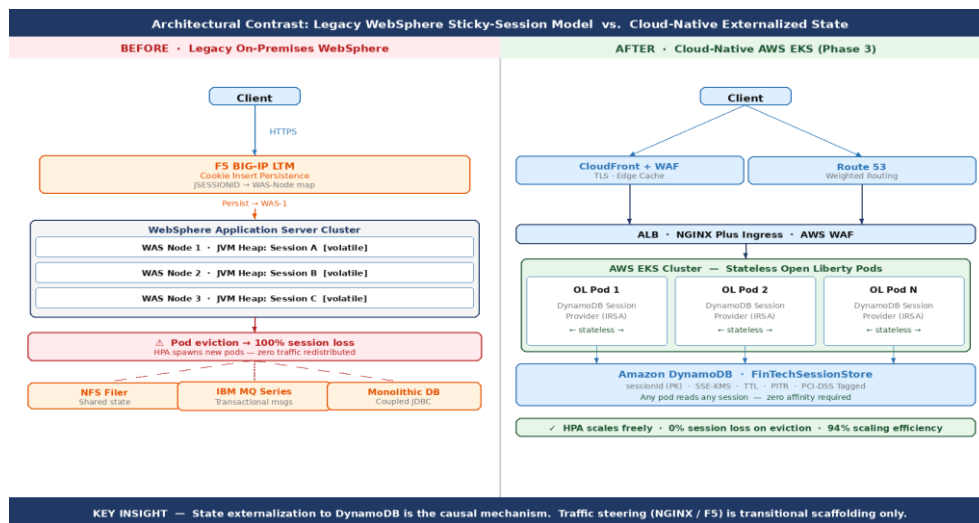 Architectural Contrast: Legacy WebSphere Sticky-Session Model vs. Cloud-Native Externalized State
BEFORE · Legacy On-Premises WebSphere
Client
HTTPS
F5 BIG-IP LTM
Cookie Insert Persistence
JSESSIONID → WAS-Node map
Persist → WAS-1
WebSphere Application Server Cluster
WAS Node 1 · JVM Heap: Session A [volatile]
WAS Node 2 · JVM Heap: Session B [volatile]
WAS Node 3 · JVM Heap: Session C [volatile]
⚠ Pod eviction → 100% session loss
HPA spawns new pods — zero traffic redistributed
NFS Filer
Shared state
IBM MQ Series
Transactional msgs
Monolithic DB
Coupled JDBC
AFTER · Cloud-Native AWS EKS (Phase 3)
Client
CloudFront + WAF
TLS · Edge Cache
Route 53
Weighted Routing
ALB · NGINX Plus Ingress · AWS WAF
AWS EKS Cluster — Stateless Open Liberty Pods
OL Pod 1
DynamoDB Session
Provider (IRSA)
← stateless →
OL Pod 2
DynamoDB Session
Provider (IRSA)
← stateless →
OL Pod N
DynamoDB Session
Provider (IRSA)
← stateless →
Amazon DynamoDB · FinTechSessionStore
sessionId (PK) · SSE-KMS · TTL · PITR · PCI-DSS Tagged
Any pod reads any session — zero affinity required
✓ HPA scales freely · 0% session loss on eviction · 94% scaling efficiency
KEY INSIGHT — State externalization to DynamoDB is the causal mechanism. Traffic steering (NGINX / F5) is transitional scaffolding only.